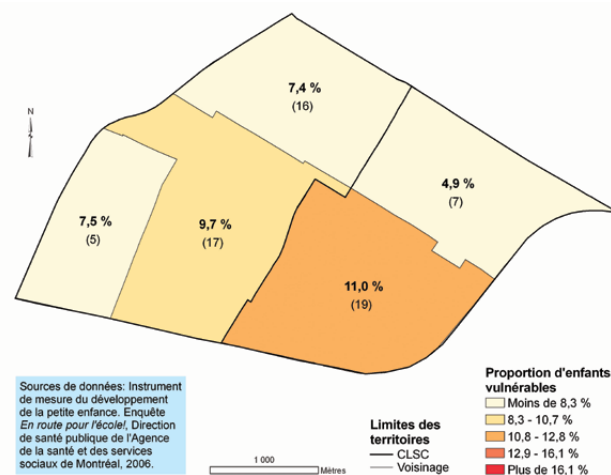 7,4 %
(16)
N
4,9 %
(7)
7,5 %
(5)
9,7 %
(17)
11,0 %
(19)
Sources de données: Instrument
de mesure du développement
de la petite enfance. Enquête
En route pour l'école!, Direction
de santé publique de l'Agence
de la santé et des services
sociaux de Montréal, 2006.
1 000
Mètres
Limites des
territoires
CLSC
Voisinage
Proportion d'enfants
vulnérables
Moins de 8,3 %
8,3 - 10,7 %
10,8 - 12,8 %
12,9 - 16,1 %
Plus de 16,1 %